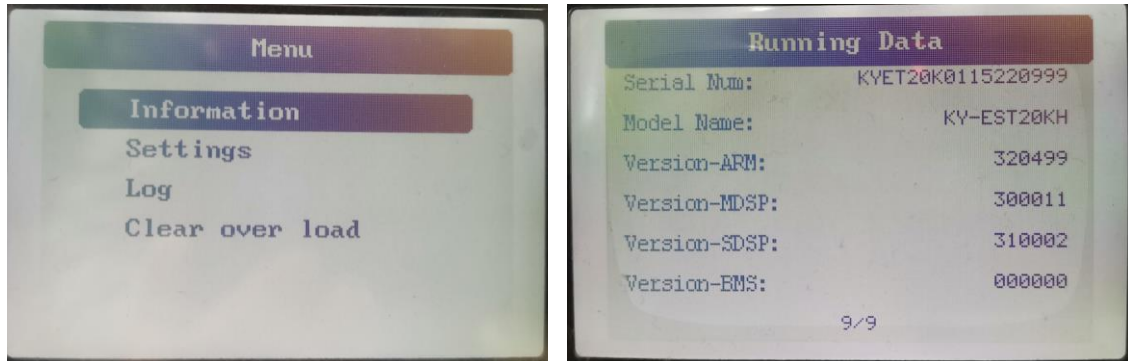 Menu
Information
Settings
Log
Clear over load
Running Data
Serial Num: KYET20K0115220999
Model Name: KY-EST20KH
Version-ARM: 320499
Version-MDSP: 300011
Version-SDSP: 310002
Version-BMS: 000000
9/9